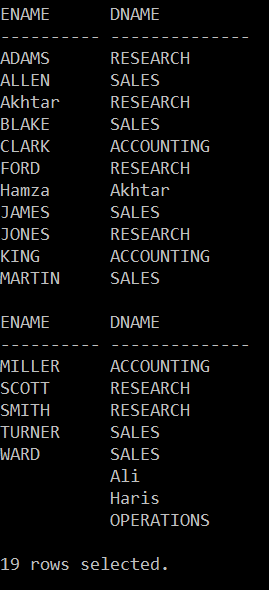 ENAME      DNAME
---------- --------------
ADAMS      RESEARCH
ALLEN      SALES
Akhtar     RESEARCH
BLAKE      SALES
CLARK      ACCOUNTING
FORD       RESEARCH
Hamza      Akhtar
JAMES      SALES
JONES      RESEARCH
KING       ACCOUNTING
MARTIN     SALES

ENAME      DNAME
---------- --------------
MILLER     ACCOUNTING
SCOTT      RESEARCH
SMITH      RESEARCH
TURNER     SALES
WARD       SALES
           Ali
           Haris
           OPERATIONS

19 rows selected.